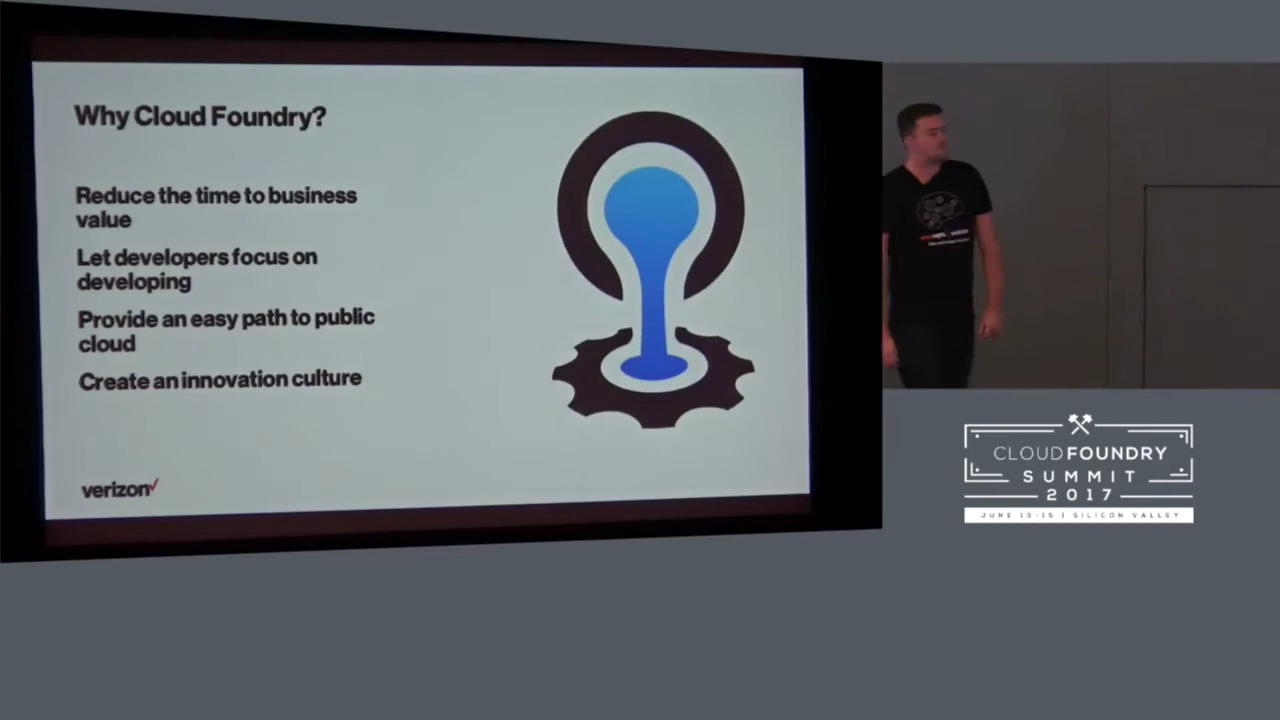 Why Cloud Foundry?
Reduce the time to business
value
Let developers focus on
developing
Provide an easy path to public
cloud
Create an innovation culture
verizon
CLOUD FOUNDRY
SUMMIT
2017
JUNE 13-15 | SILICON VALLEY